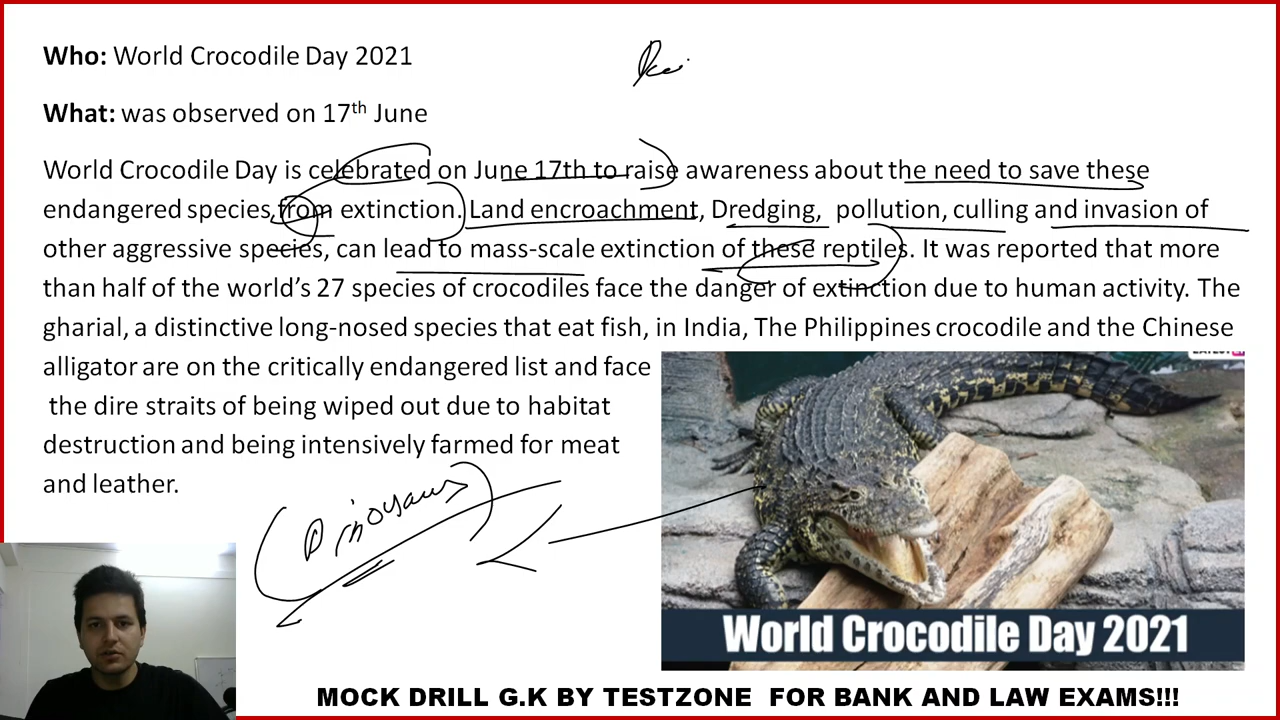 Who: World Crocodile Day 2021
What: was observed on 17th June
World Crocodile Day is celebrated on June 17th to raise awareness about the need to save these
endangered species, from extinction. Land encroachment, Dredging, pollution, culling and invasion of
other aggressive species, can lead to mass-scale extinction of these reptiles. It was reported that more
than half of the world's 27 species of crocodiles face the danger of extinction due to human activity. The
gharial, a distinctive long-nosed species that eat fish, in India, The Philippines crocodile and the Chinese
alligator are on the critically endangered list and face
the dire straits of being wiped out due to habitat
destruction and being intensively farmed for meat
and leather.
World Crocodile Day 2021
MOCK DRILL G.K BY TESTZONE FOR BANK AND LAW EXAMS!!!